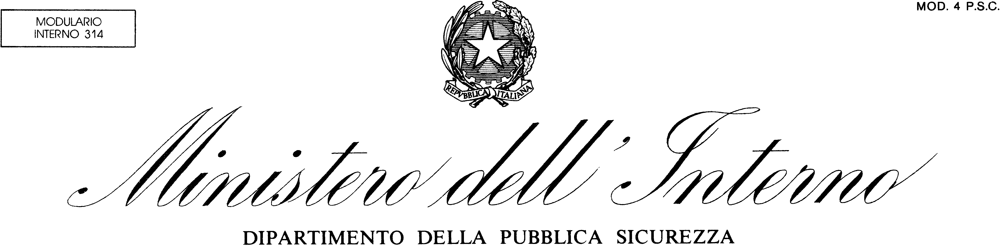 MOD. 4 P.S.C.
MODULARIO
INTERNO 314
REPVBBLICA ITALIANA
Ministero dell'Interno
DIPARTIMENTO DELLA PUBBLICA SICUREZZA